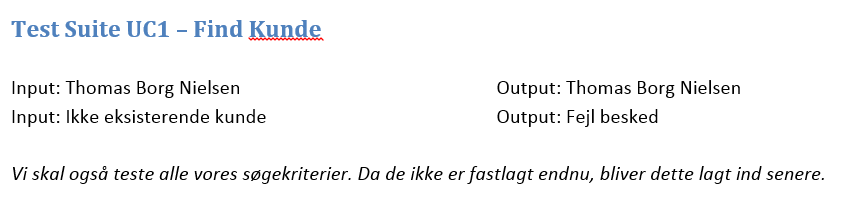 Test Suite UC1 – Find Kunde
Input: Thomas Borg Nielsen Output: Thomas Borg Nielsen
Input: Ikke eksisterende kunde Output: Fejl besked
Vi skal også teste alle vores søgekriterier. Da de ikke er fastlagt endnu, bliver dette lagt ind senere.